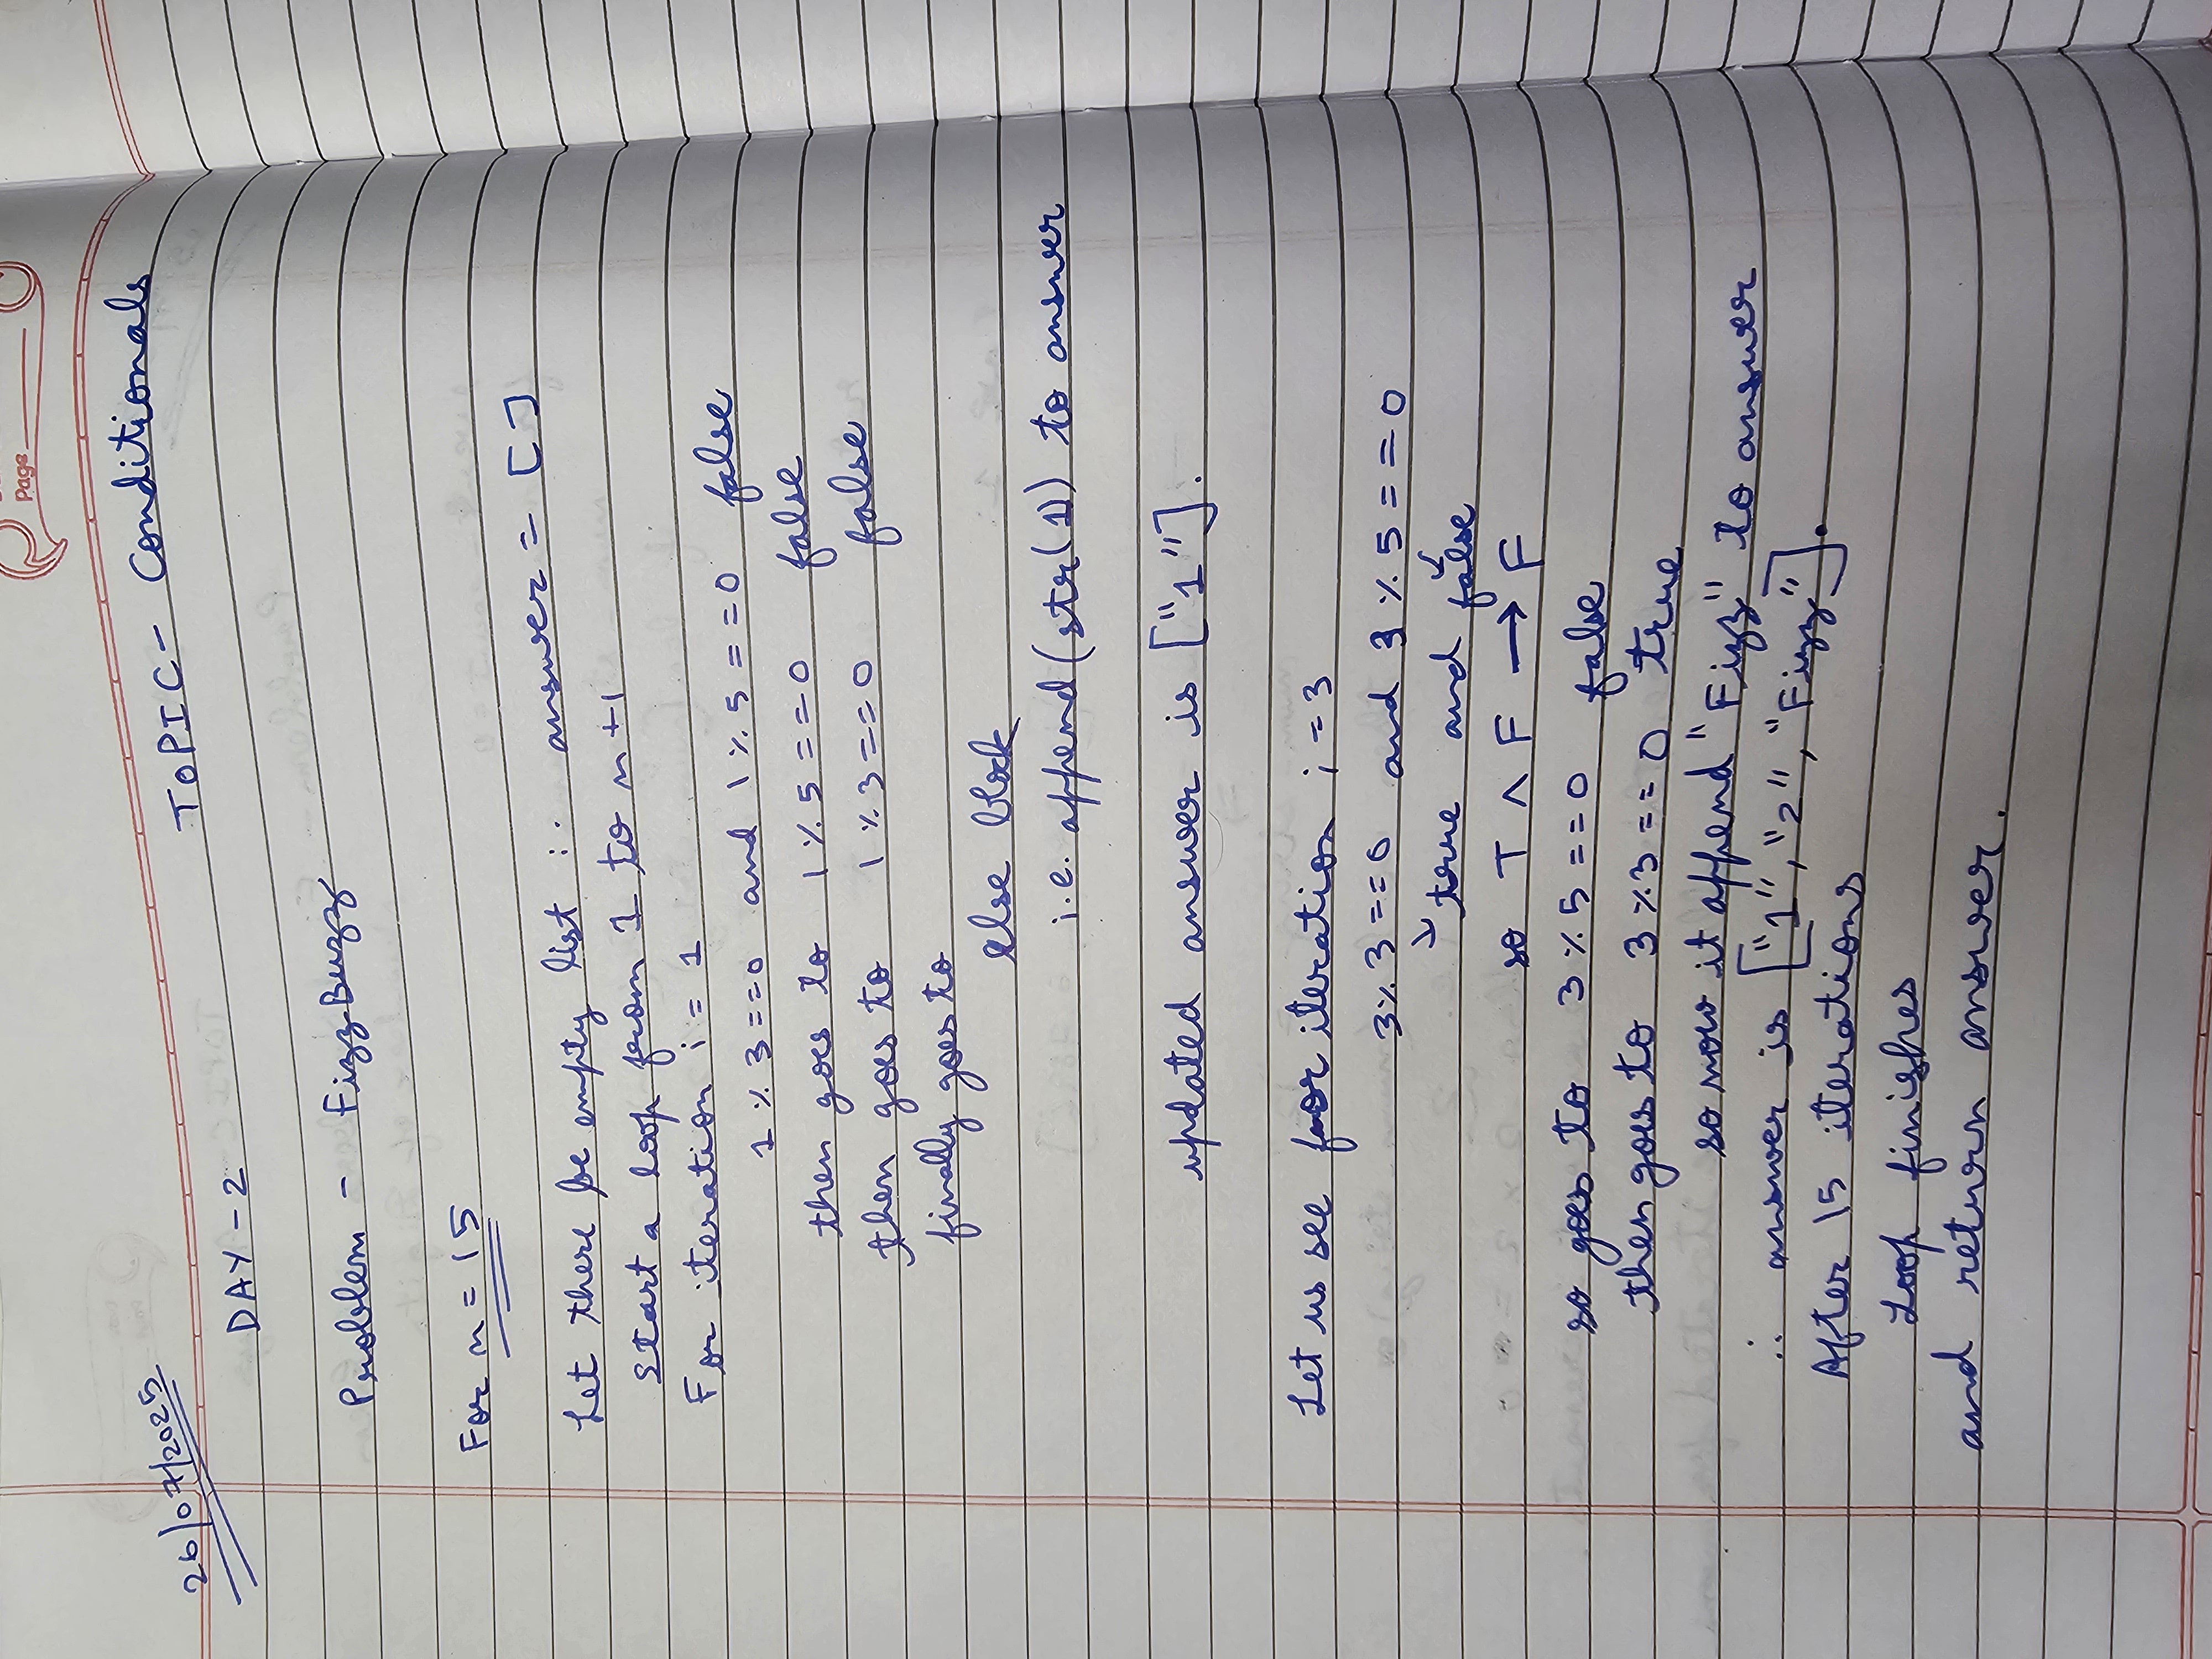 Page
26/07/2025
TOPIC- Conditionals
DAY-2
Problem - FizzBuzz
For n = 15
Let there be empty list :. answer = []
Start a loop from 1 to n+1
For iteration i = 1
1 % 3 == 0 and 1 % 5 == 0 false
then goes to 1 % 5 == 0 false
then goes to 1 % 3 == 0 false
finally goes to
else block
i.e. append(str(1)) to answer
updated answer is ["1"].
Let us see for iteration i = 3
3 % 3 == 0 and 3 % 5 == 0
↘ true and ↙ false
so T ∧ F → F
so goes to 3 % 5 == 0 false
then goes to 3 % 3 == 0 true
so now it append "Fizz" to answer
∴ answer is ["1", "2", "Fizz"].
After 15 iterations
Loop finishes
and return answer.